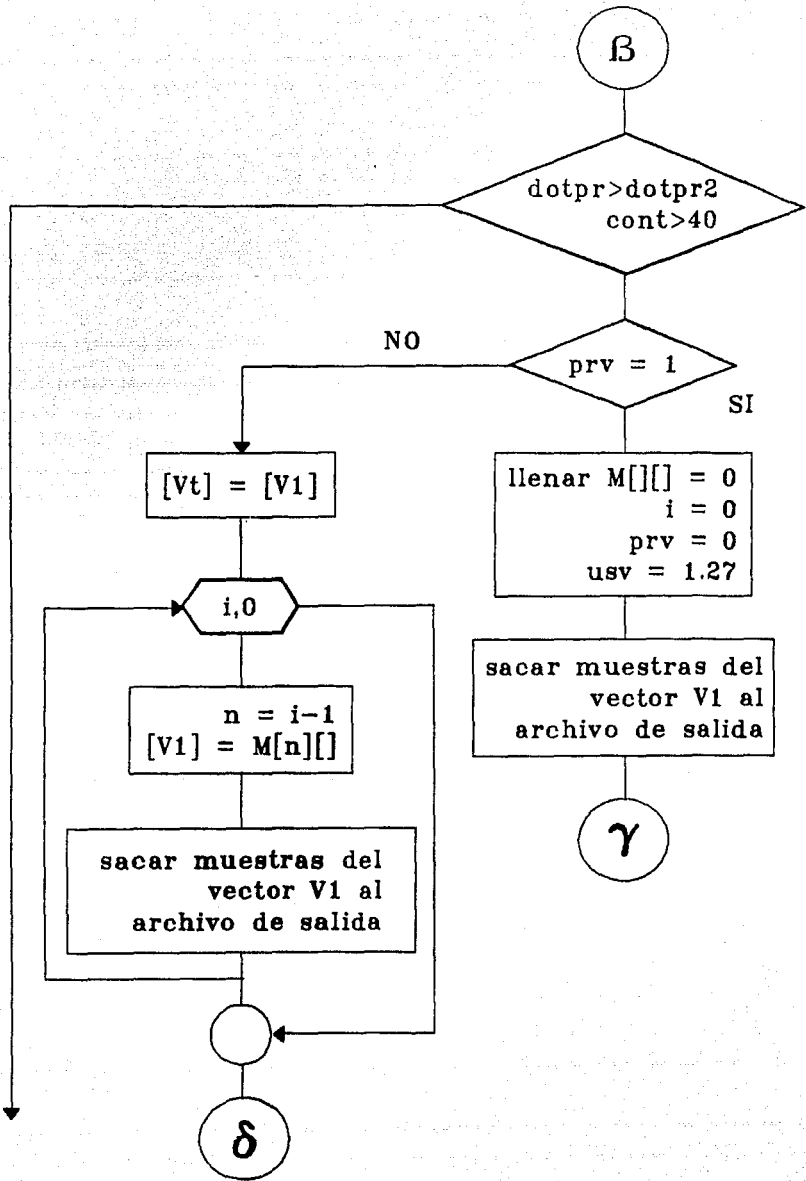 ß
dotpr>dotpr2
cont>40
NO
prv = 1
SI
[Vt] = [V1]
llenar M[][] = 0
i = 0
prv = 0
usv = 1.27
i,0
sacar muestras del
vector V1 al
archivo de salida
n = i-1
[V1] = M[n][]
γ
sacar muestras del
vector V1 al
archivo de salida
δ